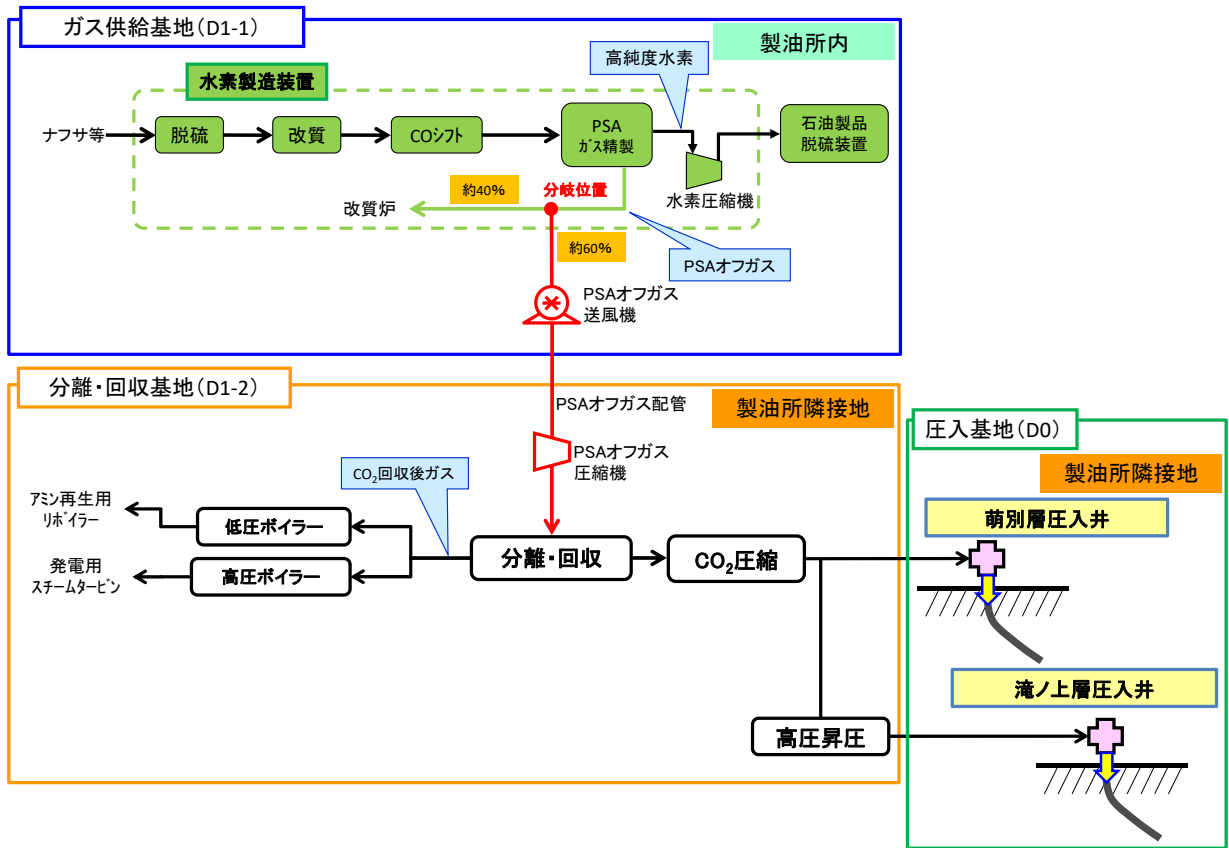 ガス供給基地(D1-1)
製油所内
高純度水素
水素製造装置
ナフサ等
脱硫
改質
COシフト
PSA
ガス精製
石油製品
脱硫装置
水素圧縮機
約40%
分岐位置
改質炉
約60%
PSAオフガス
PSAオフガス
送風機
分離・回収基地(D1-2)
製油所隣接地
PSAオフガス配管
圧入基地(D0)
製油所隣接地
PSAオフガス
圧縮機
CO₂回収後ガス
アミン再生用
リボイラー
低圧ボイラー
萌別層圧入井
分離・回収
CO₂圧縮
発電用
スチームタービン
高圧ボイラー
滝ノ上層圧入井
高圧昇圧